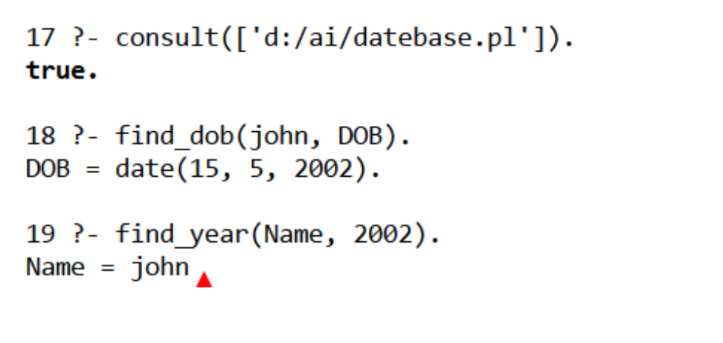 17 ?- consult(['d:/ai/datebase.pl']).
true.
18 ?- find_dob(john, DOB).
DOB = date(15, 5, 2002).
19 ?- find_year(Name, 2002).
Name = john